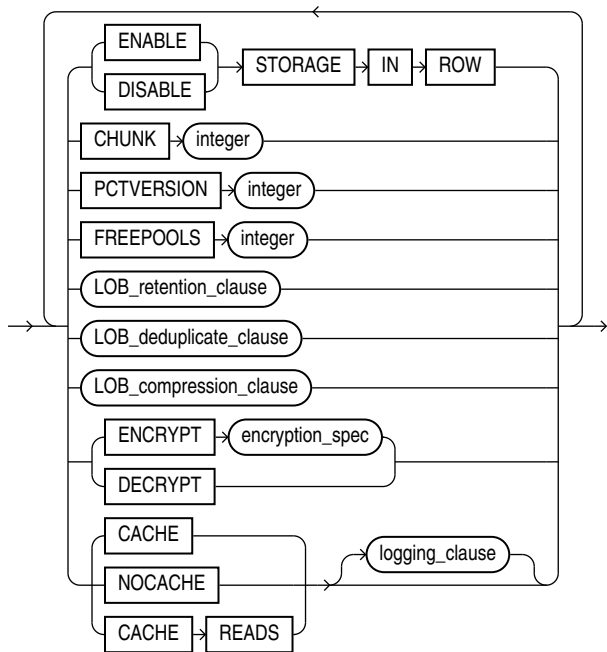 ENABLE
DISABLE
STORAGE IN ROW
CHUNK integer
PCTVERSION integer
FREEPOOLS integer
LOB_retention_clause
LOB_deduplicate_clause
LOB_compression_clause
ENCRYPT encryption_spec
DECRYPT
CACHE
NOCACHE
CACHE READS
logging_clause